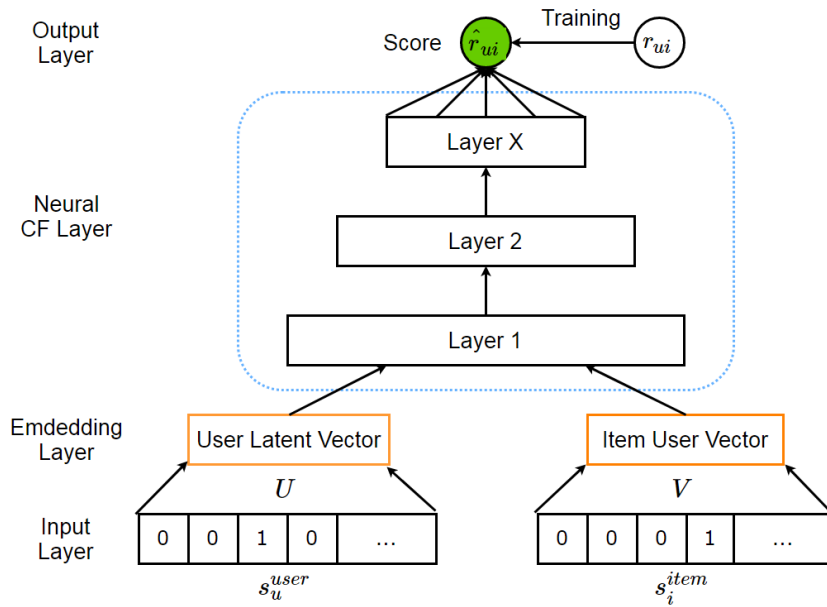 Output
Layer
Score
r̂ui
Training
rui
Layer X
Neural
CF Layer
Layer 2
Layer 1
Emdedding
Layer
User Latent Vector
Item User Vector
U
V
Input
Layer
0 0 1 0 ...
0 0 0 1 ...
s_u^{user}
s_i^{item}